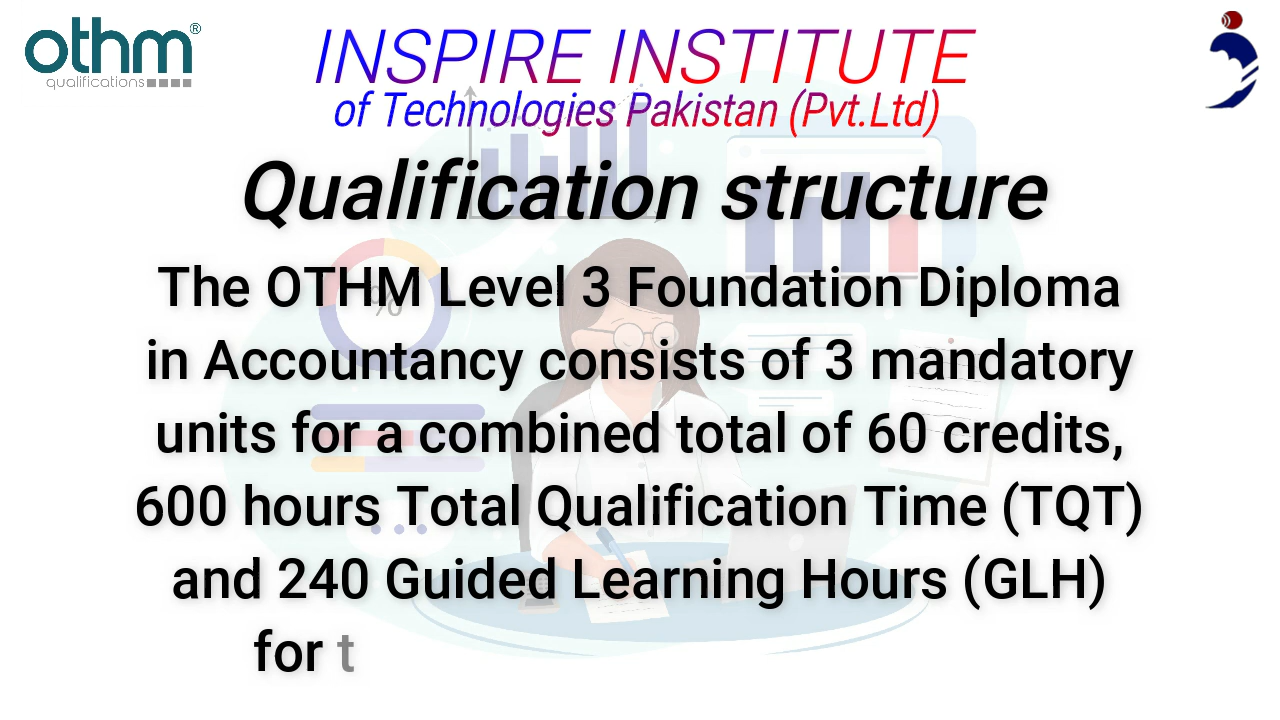 othm®
qualifications
INSPIRE INSTITUTE
of Technologies Pakistan (Pvt.Ltd)
Qualification structure
%
The OTHM Level 3 Foundation Diploma
in Accountancy consists of 3 mandatory
units for a combined total of 60 credits,
600 hours Total Qualification Time (TQT)
and 240 Guided Learning Hours (GLH)
for t